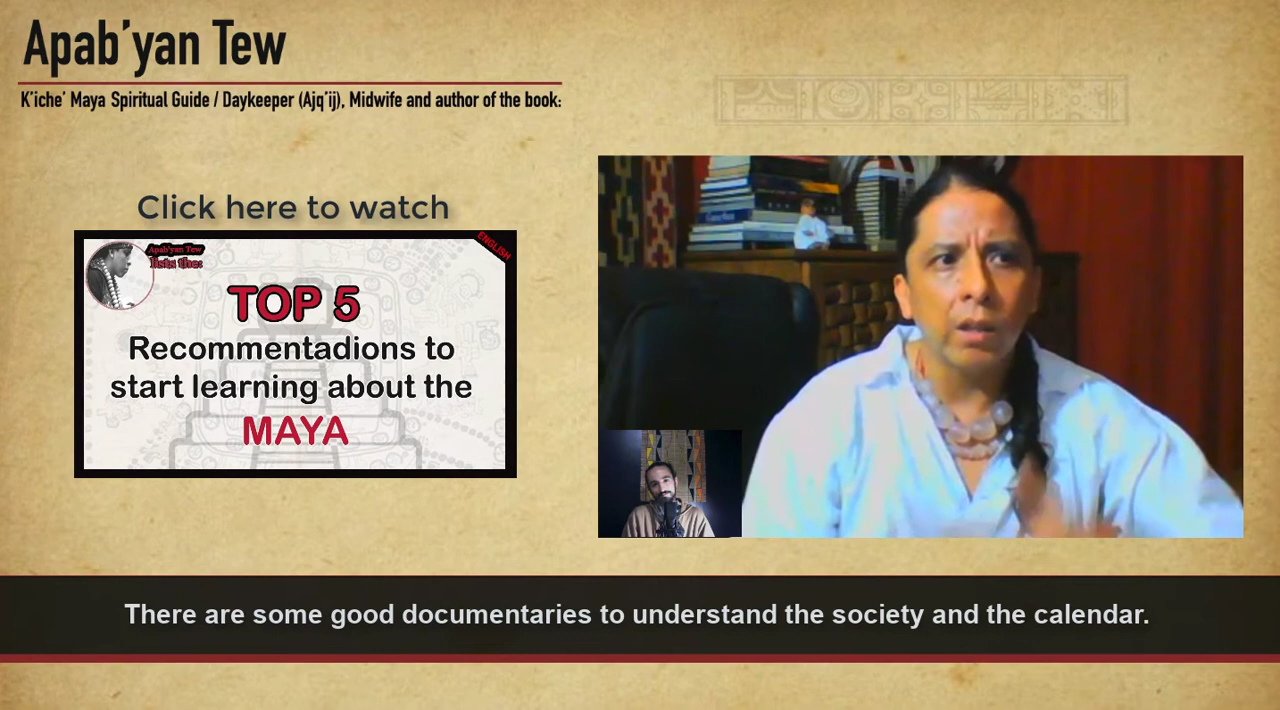 Apab'yan Tew
K'iche' Maya Spiritual Guide / Daykeeper (Ajq'ij), Midwife and author of the book:
Click here to watch
Apab'yan Tew
lists the:
ENGLISH
TOP 5
Recommentadions to
start learning about the
MAYA
There are some good documentaries to understand the society and the calendar.